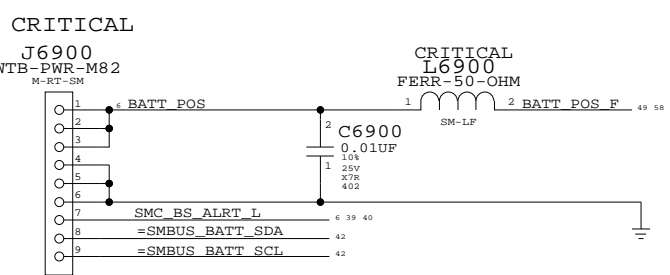 CRITICAL
J6900
WTB-PWR-M82
M-RT-SM
CRITICAL
L6900
FERR-50-OHM
1
6 BATT_POS
1
2 BATT_POS_F
49 58
SM-LF
2
3
2
C6900
0.01UF
10%
25V
X7R
402
1
4
5
6
7
SMC_BS_ALRT_L
6 39 40
8
=SMBUS_BATT_SDA
42
9
=SMBUS_BATT_SCL
42